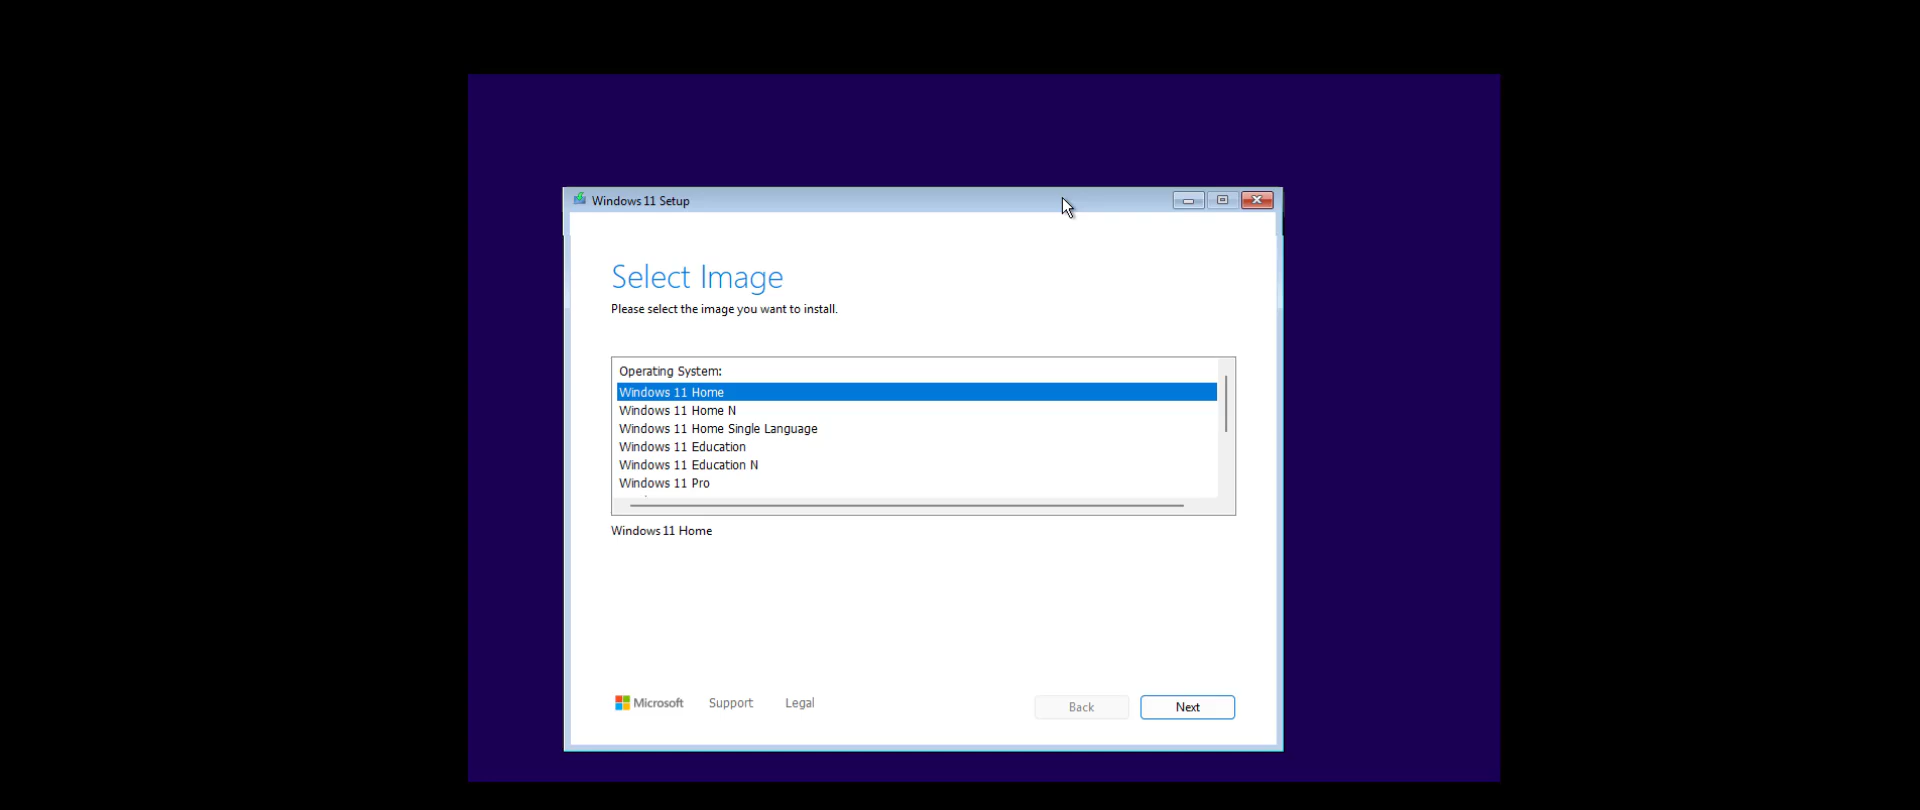 Windows 11 Setup
Select Image
Please select the image you want to install.
Operating System:
Windows 11 Home
Windows 11 Home N
Windows 11 Home Single Language
Windows 11 Education
Windows 11 Education N
Windows 11 Pro
Windows 11 Home
Microsoft Support Legal Back Next